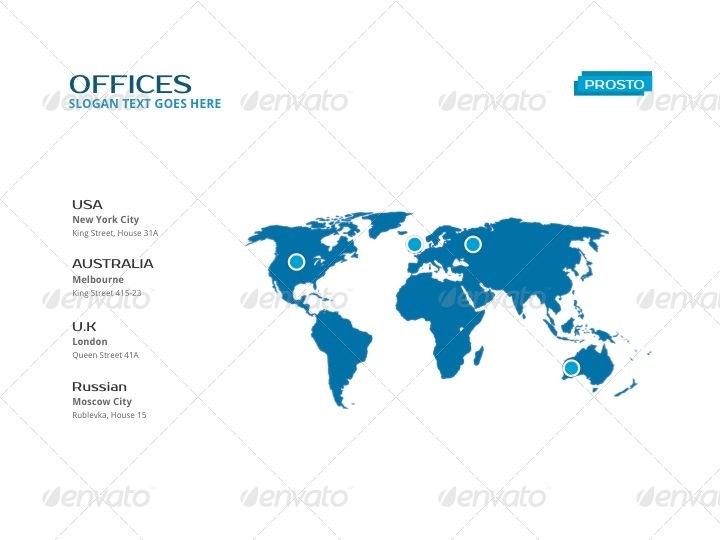 OFFICES
SLOGAN TEXT GOES HERE
PROSTO
USA
New York City
King Street, House 31A
AUSTRALIA
Melbourne
King Street 415-23
U.K
London
Queen Street 41A
Russian
Moscow City
Rublevka, House 15
envato envato envato envato
envato envato envato envato
envato envato envato envato